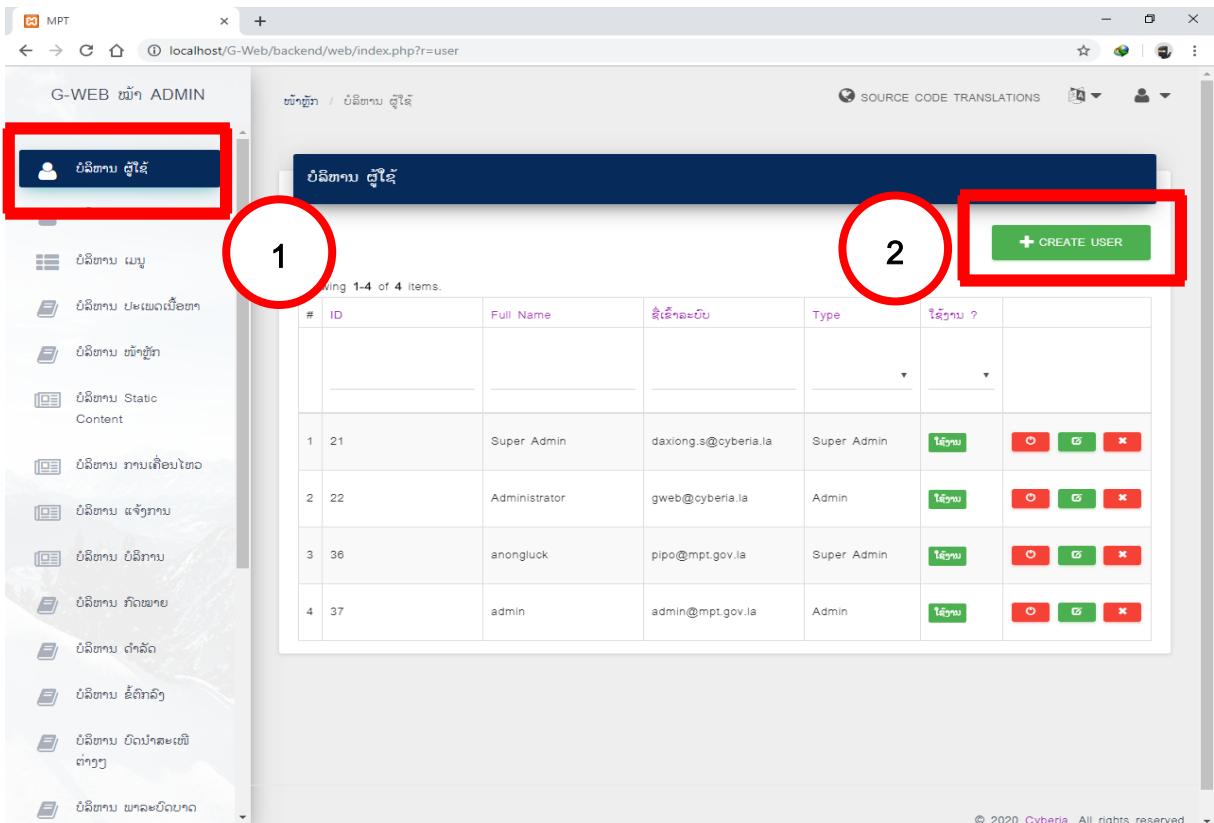 MPT
localhost/G-Web/backend/web/index.php?r=user
G-WEB ໜ້າ ADMIN
ໜ້າຫຼັກ / ບໍລິຫານ ຜູ້ໃຊ້
SOURCE CODE TRANSLATIONS
ບໍລິຫານ ຜູ້ໃຊ້
ບໍລິຫານ ເມນູ
ບໍລິຫານ ປະເພດເນື້ອຫາ
ບໍລິຫານ ໜ້າຫຼັກ
ບໍລິຫານ Static
Content
ບໍລິຫານ ການເຄື່ອນໄຫວ
ບໍລິຫານ ແຈ້ງການ
ບໍລິຫານ ບໍລິການ
ບໍລິຫານ ກົດໝາຍ
ບໍລິຫານ ດຳລັດ
ບໍລິຫານ ຂໍ້ຕົກລົງ
ບໍລິຫານ ບົດນຳສະເໜີ
ຕ່າງໆ
ບໍລິຫານ ພາລະບົດບາດ
1
ບໍລິຫານ ຜູ້ໃຊ້
2
CREATE USER
1-4 of 4 items.
# ID Full Name ຊື່ເຂົ້າລະບົບ Type ໃຊ້ງານ ?
1 21 Super Admin daxiong.s@cyberia.la Super Admin ໃຊ້ງານ
2 22 Administrator gweb@cyberia.la Admin ໃຊ້ງານ
3 36 anongluck pipo@mpt.gov.la Super Admin ໃຊ້ງານ
4 37 admin admin@mpt.gov.la Admin ໃຊ້ງານ
© 2020 Cyberia. All rights reserved